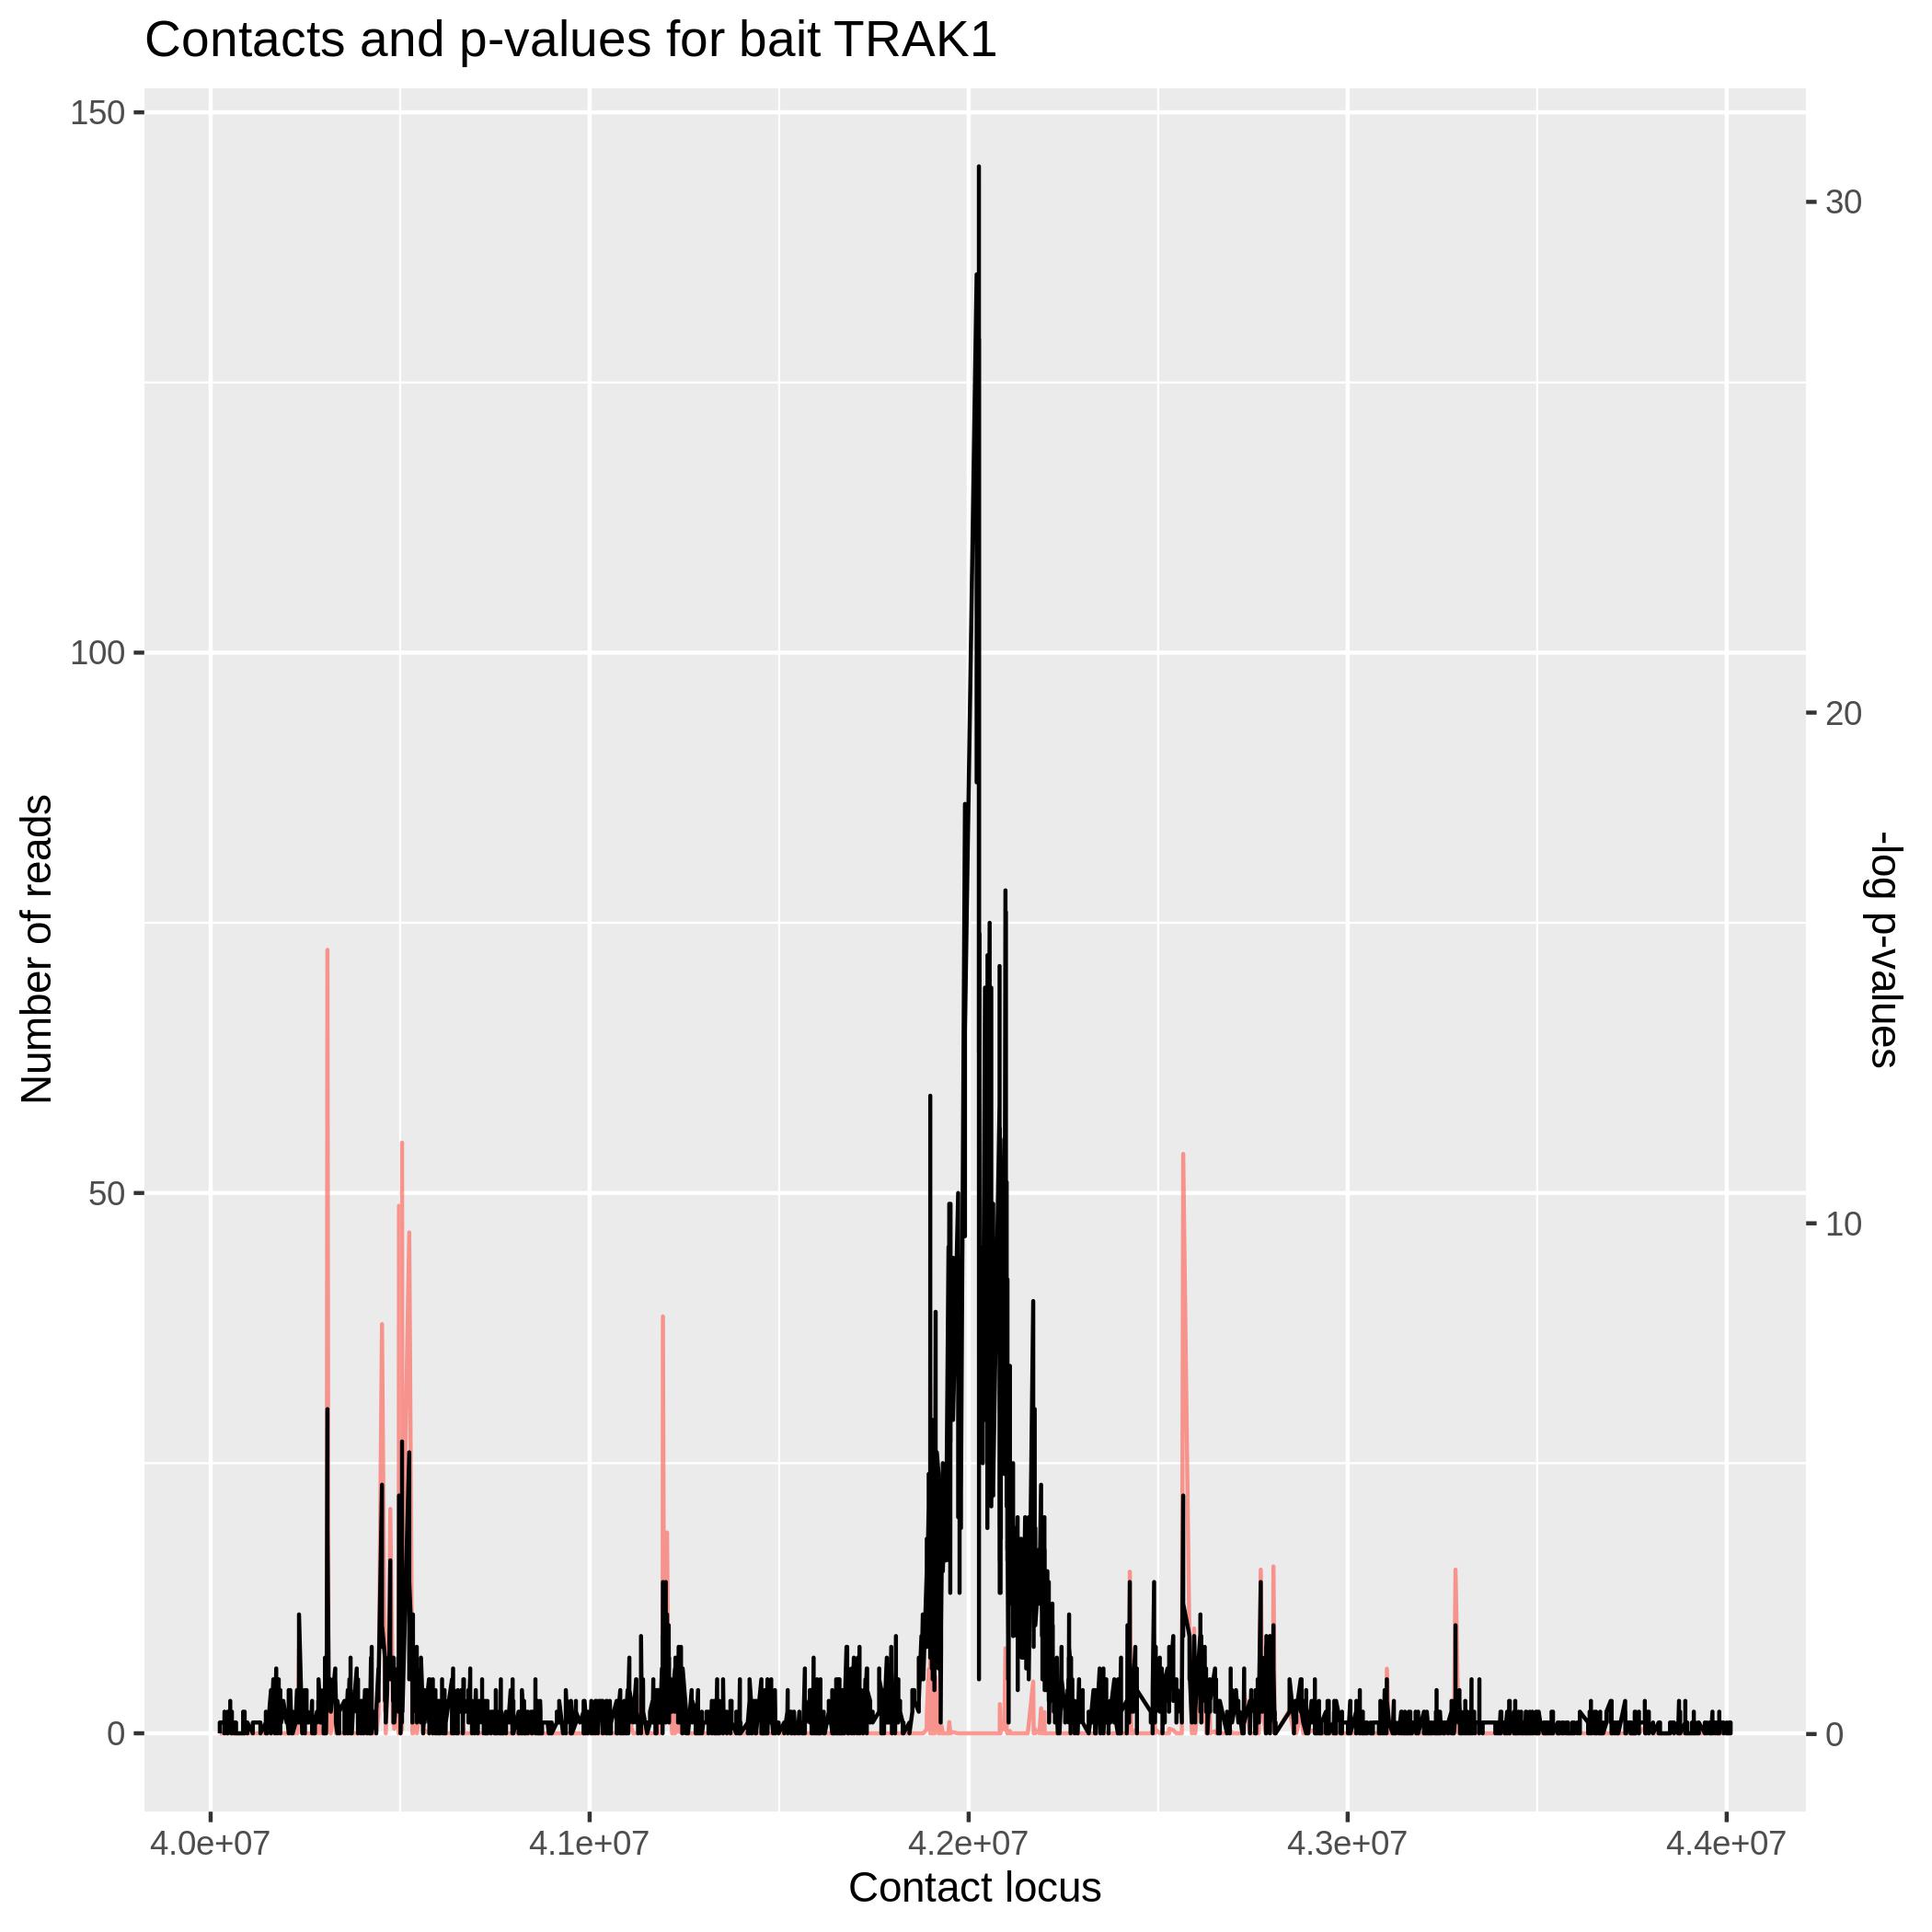 Contacts and p-values for bait TRAK1
150
100
50
0
Number of reads
30
20
10
0
-log p-values
4.0e+07 4.1e+07 4.2e+07 4.3e+07 4.4e+07
Contact locus